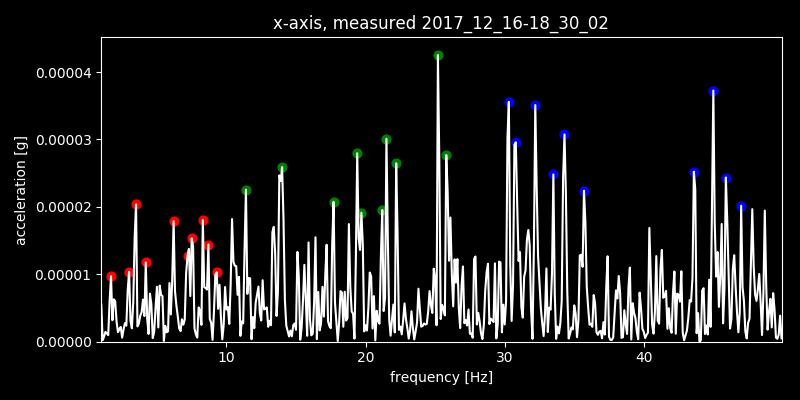 x-axis, measured 2017_12_16-18_30_02
acceleration [g]
0.00004
0.00003
0.00002
0.00001
0.00000
10 20 30 40
frequency [Hz]